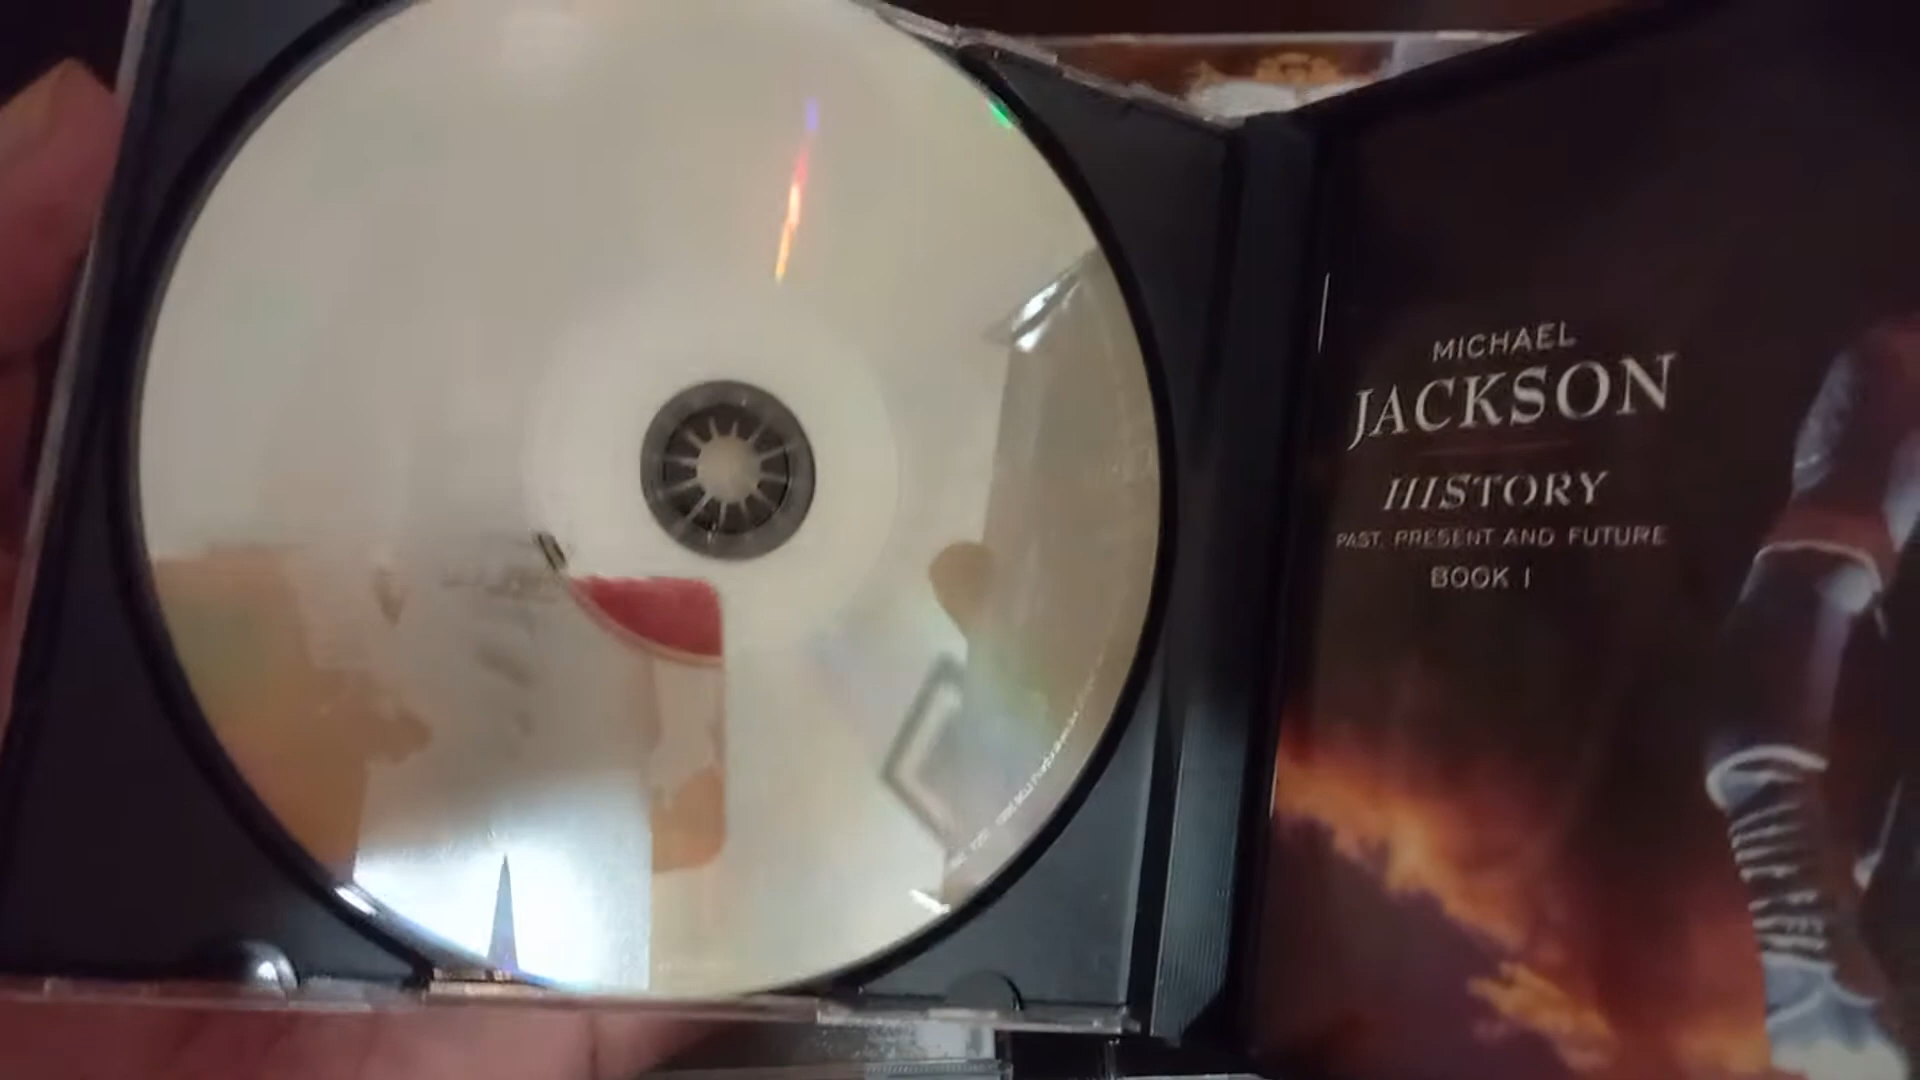 MICHAEL
JACKSON
HISTORY
PAST, PRESENT AND FUTURE
BOOK I